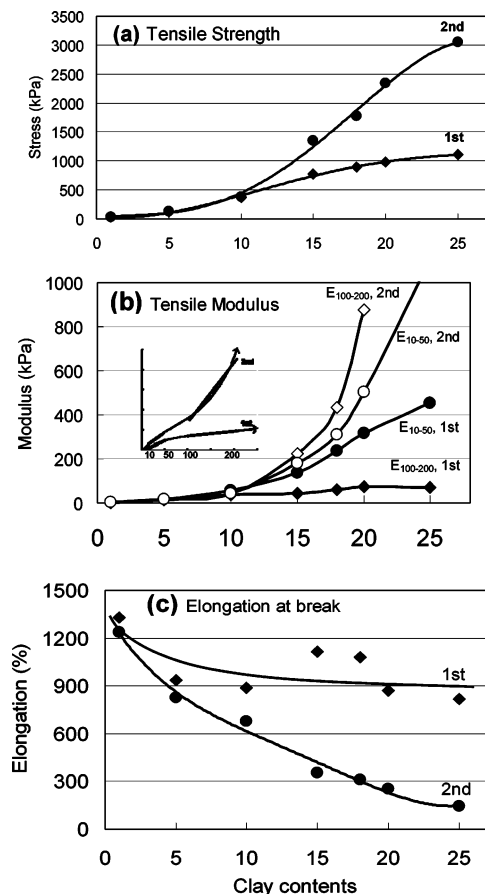 (a) Tensile Strength
2nd
1st
Stress (kPa)
3500
3000
2500
2000
1500
1000
500
0
0 5 10 15 20 25
(b) Tensile Modulus
E100-200, 2nd
E10-50, 2nd
E10-50, 1st
E100-200, 1st
Modulus (kPa)
1000
800
600
400
200
0
10 50 100 200
0 5 10 15 20 25
(c) Elongation at break
1st
2nd
Elongation (%)
1500
1200
900
600
300
0
0 5 10 15 20 25
Clay contents